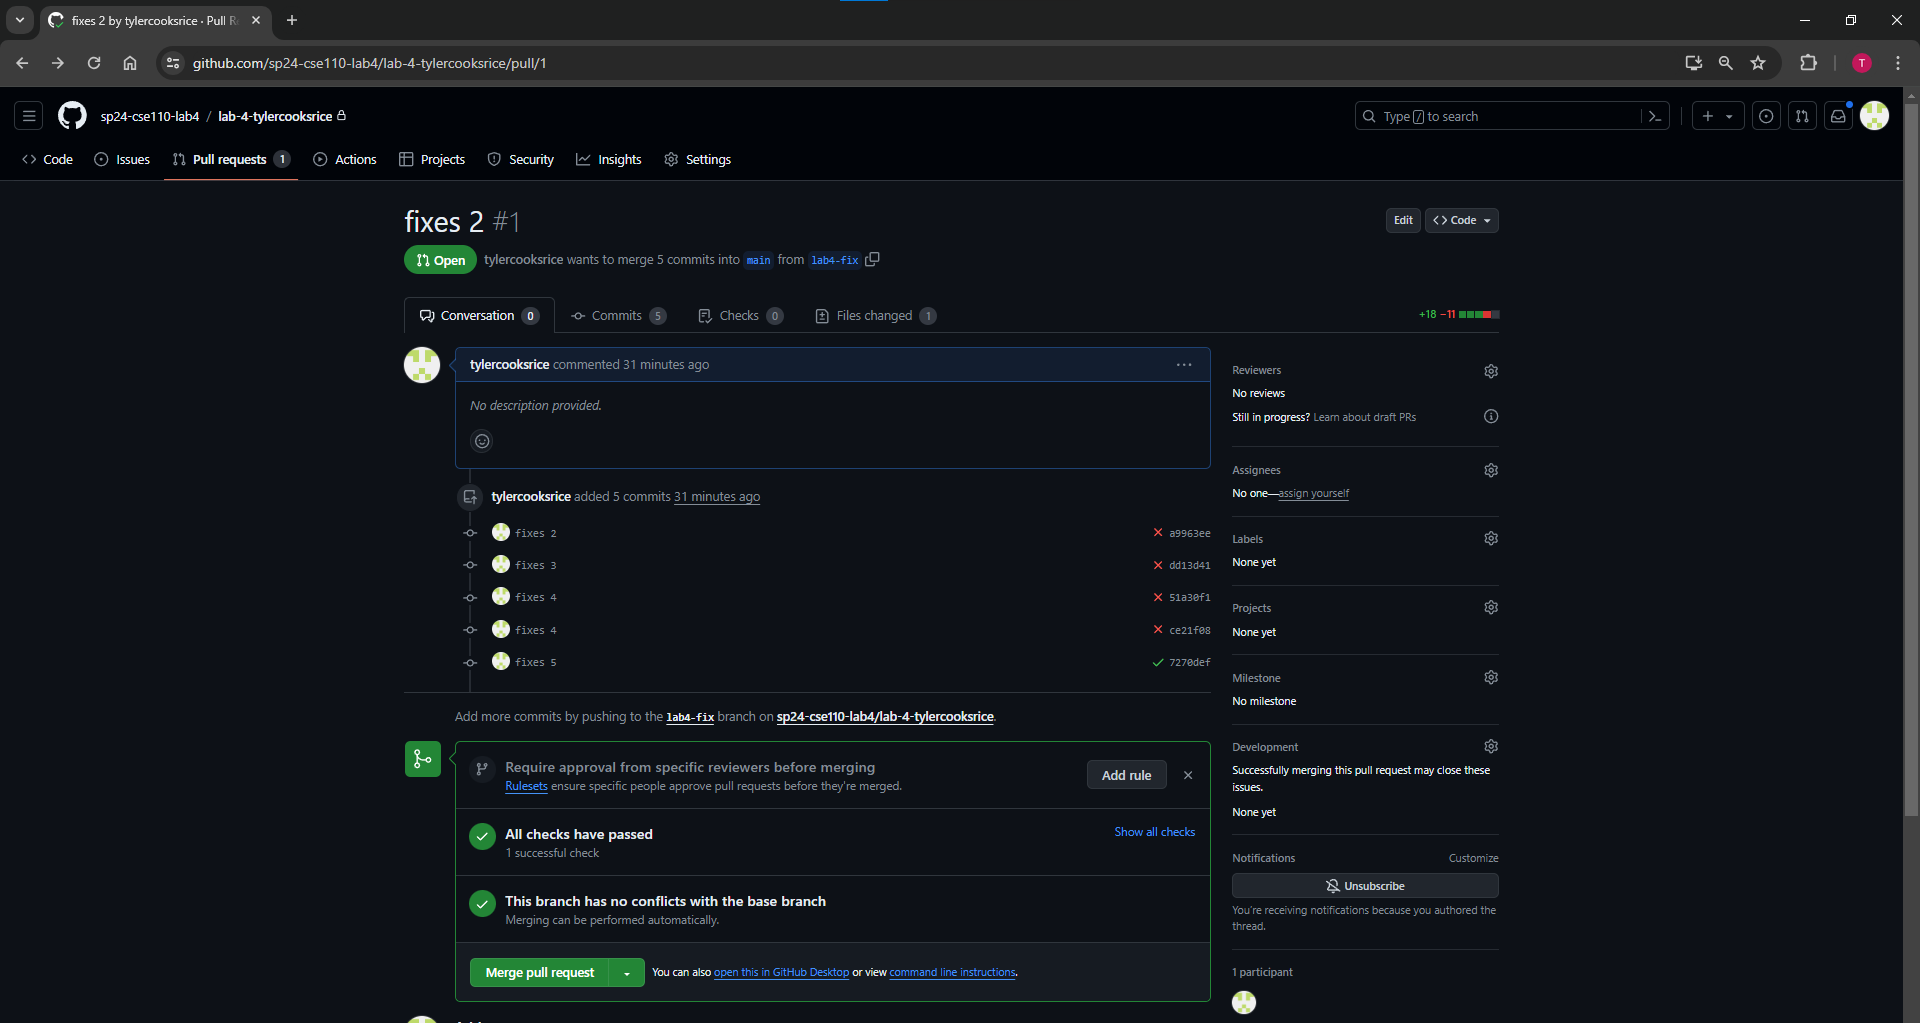 fixes 2 by tylercooksrice · Pull R
github.com/sp24-cse110-lab4/lab-4-tylercooksrice/pull/1
T
sp24-cse110-lab4 / lab-4-tylercooksrice
Type / to search
Code
Issues
Pull requests 1
Actions
Projects
Security
Insights
Settings
fixes 2 #1
Edit
Code
Open
tylercooksrice wants to merge 5 commits into main from lab4-fix
Conversation 0
Commits 5
Checks 0
Files changed 1
+18 −11
tylercooksrice commented 31 minutes ago
No description provided.
tylercooksrice added 5 commits 31 minutes ago
fixes 2 a9963ee
fixes 3 dd13d41
fixes 4 51a30f1
fixes 4 ce21f08
fixes 5 7270def
Add more commits by pushing to the lab4-fix branch on sp24-cse110-lab4/lab-4-tylercooksrice.
Require approval from specific reviewers before merging
Rulesets ensure specific people approve pull requests before they're merged.
Add rule
All checks have passed
1 successful check
Show all checks
This branch has no conflicts with the base branch
Merging can be performed automatically.
Merge pull request
You can also open this in GitHub Desktop or view command line instructions.
Reviewers
No reviews
Still in progress? Learn about draft PRs
Assignees
No one—assign yourself
Labels
None yet
Projects
None yet
Milestone
No milestone
Development
Successfully merging this pull request may close these
issues.
None yet
Notifications
Customize
Unsubscribe
You're receiving notifications because you authored the
thread.
1 participant